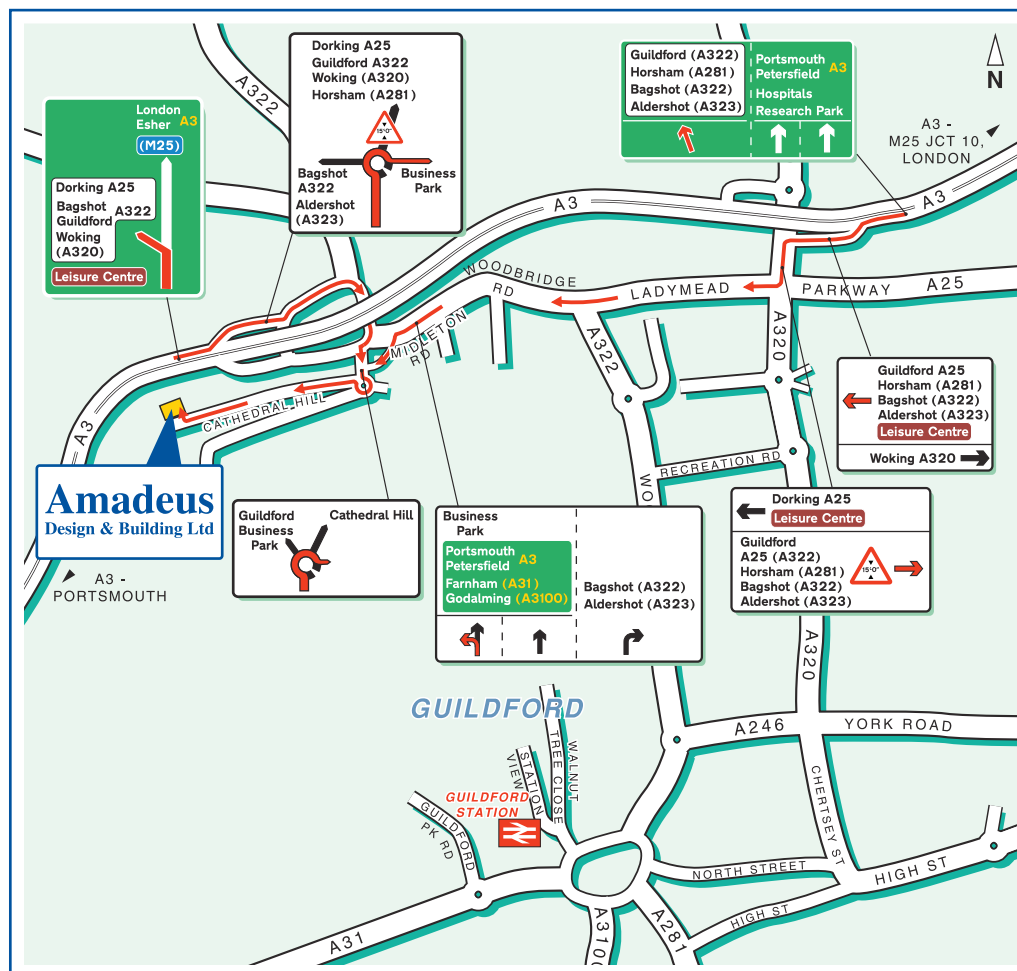 A322
Dorking A25
Guildford A322
Woking (A320)
Horsham (A281)
15'0"
Bagshot
A322
Aldershot
(A323)
Business
Park
London
Esher A3
(M25)
Dorking A25
Bagshot
Guildford
A322
Woking
(A320)
Leisure Centre
Guildford (A322)
Horsham (A281)
Bagshot (A322)
Aldershot (A323)
Portsmouth
Petersfield A3
Hospitals
Research Park
N
A3 -
M25 JCT 10,
LONDON
A3
A3
WOODBRIDGE
RD
LADYMEAD
PARKWAY A25
MIDLETON
RD
A322
A320
CATHEDRAL HILL
A3
Guildford A25
Horsham (A281)
Bagshot (A322)
Aldershot (A323)
Leisure Centre
Woking A320
Amadeus
Design & Building Ltd
RECREATION RD
WO
A3 -
PORTSMOUTH
Guildford
Business
Park
Cathedral Hill
Business
Park
Portsmouth
Petersfield A3
Farnham (A31)
Godalming (A3100)
Bagshot (A322)
Aldershot (A323)
Dorking A25
Leisure Centre
Guildford
A25 (A322)
Horsham (A281)
Bagshot (A322)
Aldershot (A323)
15'0"
A320
GUILDFORD
A246
YORK ROAD
WALNUT
TREE CLOSE
STATION
VIEW
GUILDFORD
STATION
GUILDFORD
PK RD
CHERTSEY ST
NORTH STREET
HIGH ST
HIGH ST
A31
A3100
A281